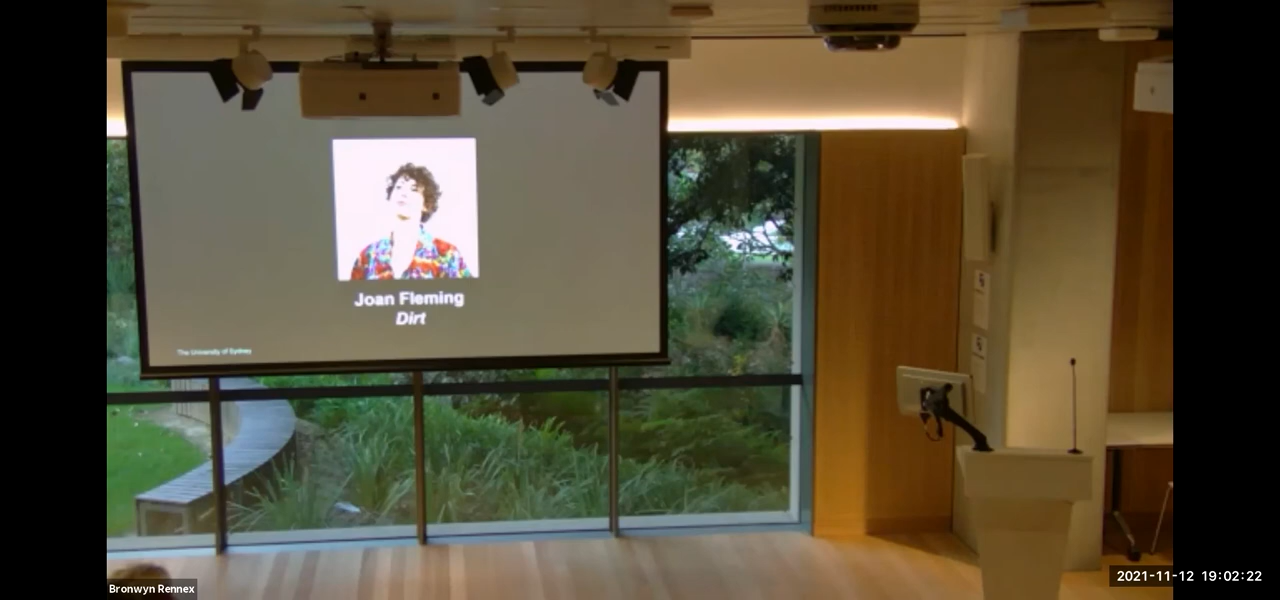 Joan Fleming
Dirt
The University of Sydney
Bronwyn Rennex
2021-11-12 19:02:22